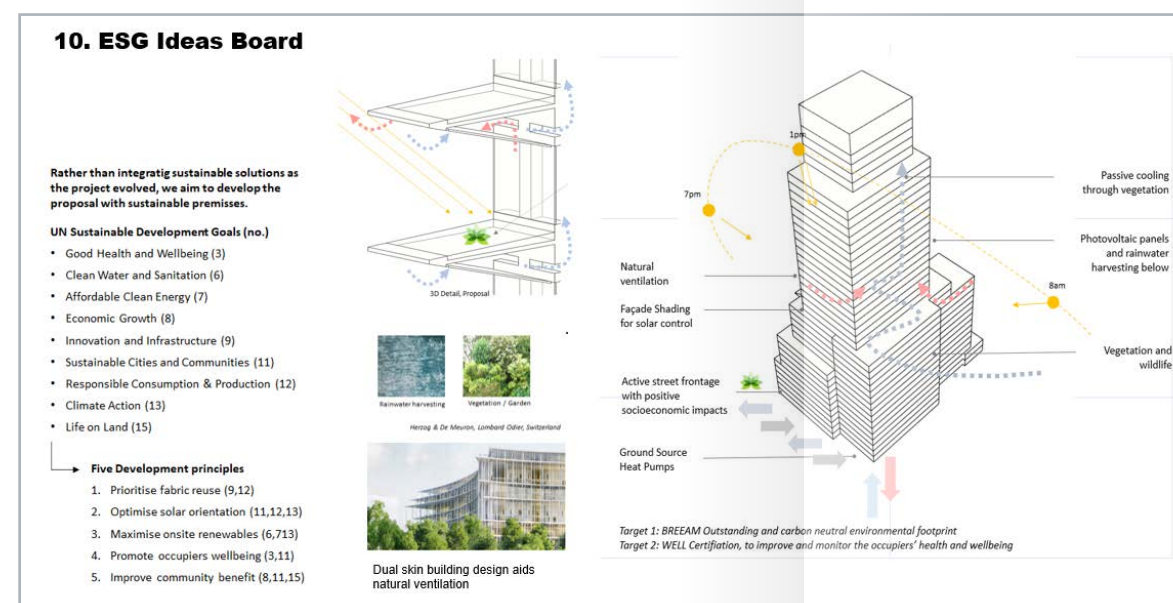 10. ESG Ideas Board
Rather than integratig sustainable solutions as
the project evolved, we aim to develop the
proposal with sustainable premisses.
UN Sustainable Development Goals (no.)
• Good Health and Wellbeing (3)
• Clean Water and Sanitation (6)
• Affordable Clean Energy (7)
• Economic Growth (8)
• Innovation and Infrastructure (9)
• Sustainable Cities and Communities (11)
• Responsible Consumption & Production (12)
• Climate Action (13)
• Life on Land (15)
Five Development principles
1. Prioritise fabric reuse (9,12)
2. Optimise solar orientation (11,12,13)
3. Maximise onsite renewables (6,713)
4. Promote occupiers wellbeing (3,11)
5. Improve community benefit (8,11,15)
3D Detail, Proposal
Rainwater harvesting
Vegetation / Garden
Herzog & De Meuron, Lombard Odier, Switzerland
Dual skin building design aids
natural ventilation
1pm
7pm
8am
Natural
ventilation
Façade Shading
for solar control
Active street frontage
with positive
socioeconomic impacts
Ground Source
Heat Pumps
Passive cooling
through vegetation
Photovoltaic panels
and rainwater
harvesting below
Vegetation and
wildlife
Target 1: BREEAM Outstanding and carbon neutral environmental footprint
Target 2: WELL Certifiation, to improve and monitor the occupiers' health and wellbeing